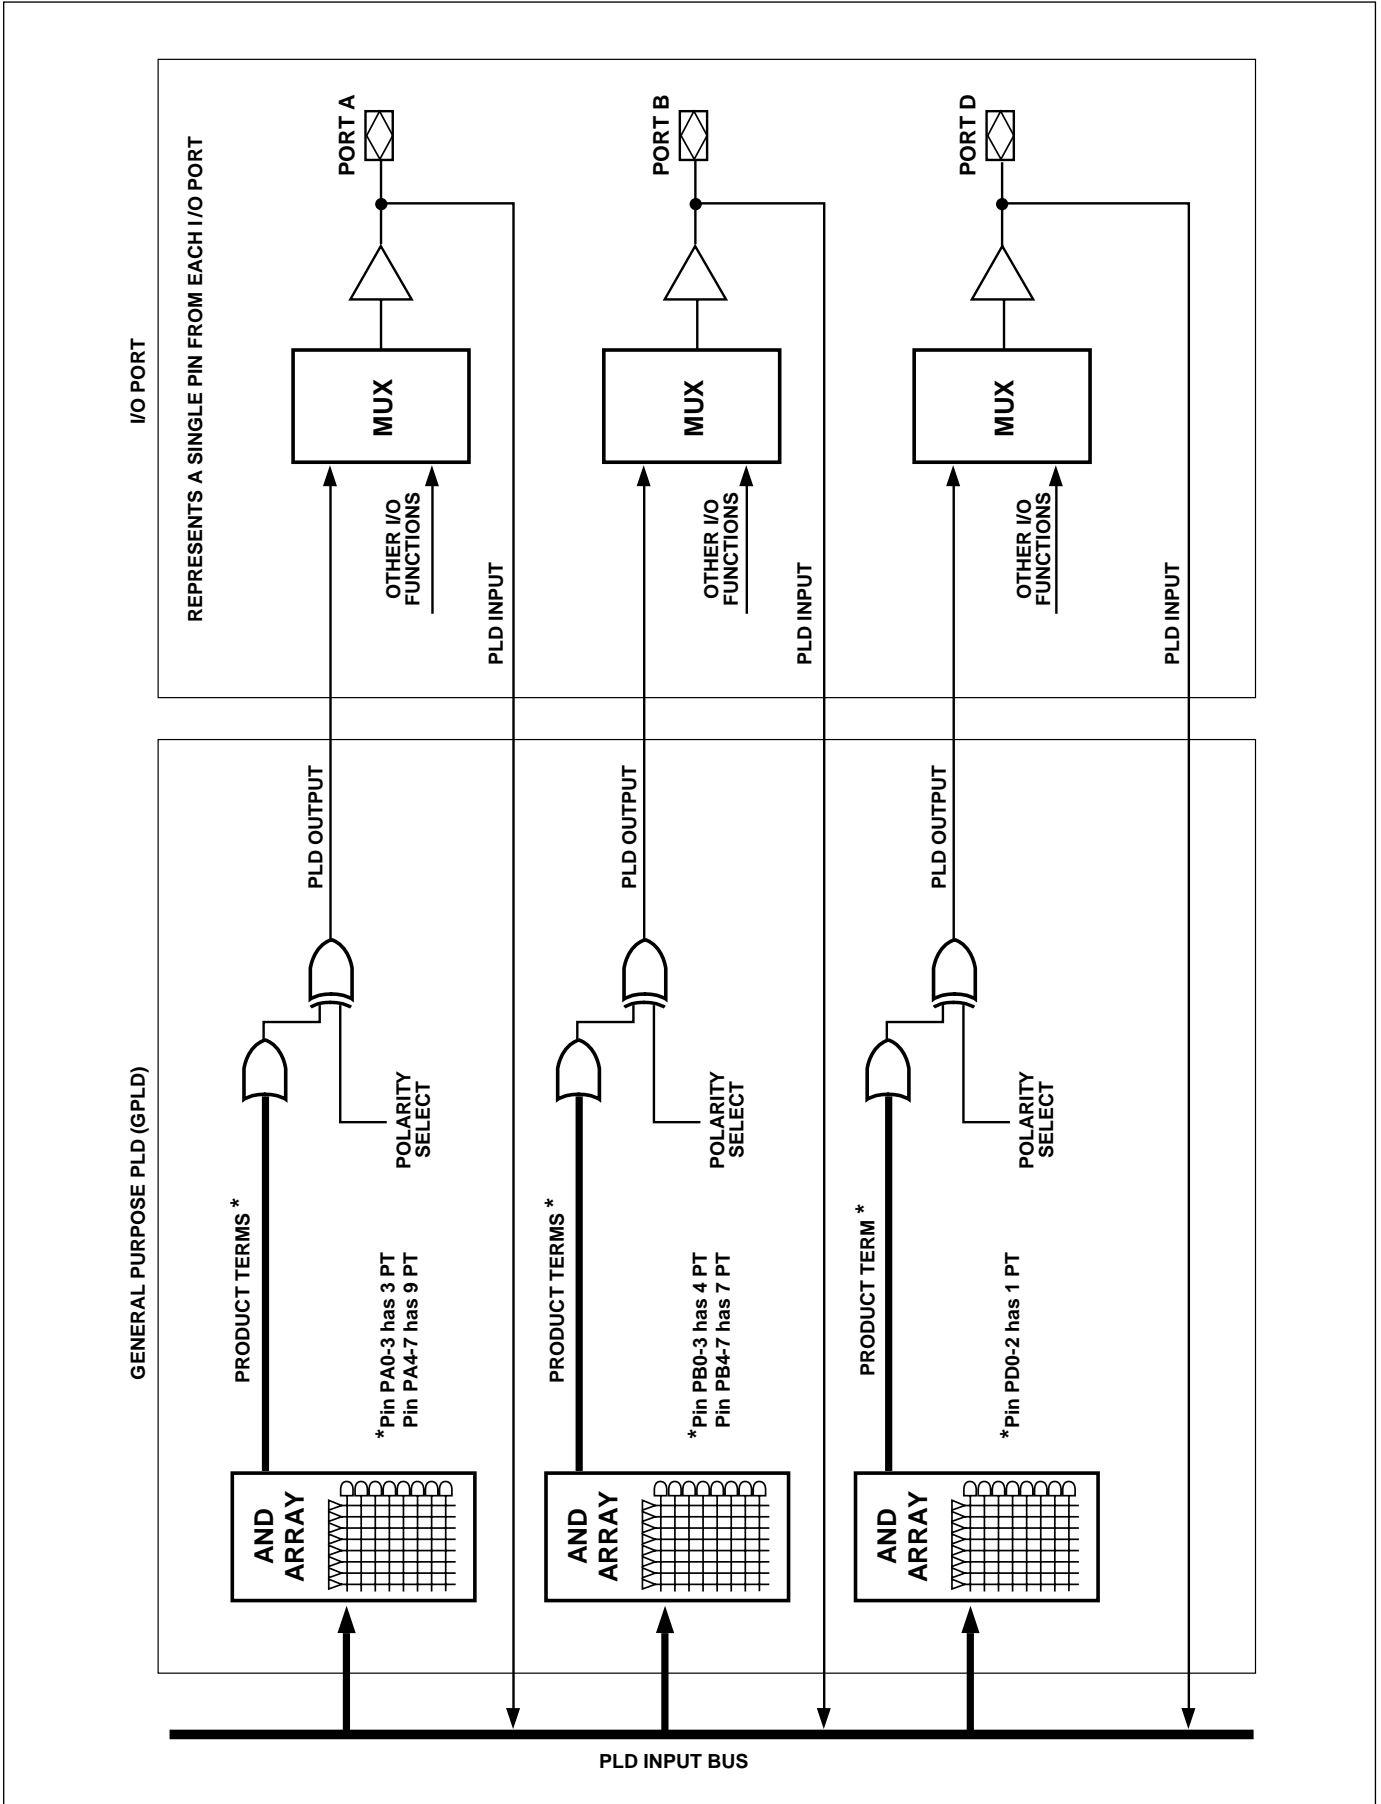 I/O PORT
REPRESENTS A SINGLE PIN FROM EACH I/O PORT
PORT A
PORT B
PORT D
MUX
MUX
MUX
OTHER I/O
FUNCTIONS
OTHER I/O
FUNCTIONS
OTHER I/O
FUNCTIONS
PLD INPUT
PLD INPUT
PLD INPUT
GENERAL PURPOSE PLD (GPLD)
PLD OUTPUT
PLD OUTPUT
PLD OUTPUT
POLARITY
SELECT
POLARITY
SELECT
POLARITY
SELECT
PRODUCT TERMS *
PRODUCT TERMS *
PRODUCT TERM *
*Pin PA0-3 has 3 PT
Pin PA4-7 has 9 PT
*Pin PB0-3 has 4 PT
Pin PB4-7 has 7 PT
*Pin PD0-2 has 1 PT
AND
ARRAY
AND
ARRAY
AND
ARRAY
PLD INPUT BUS